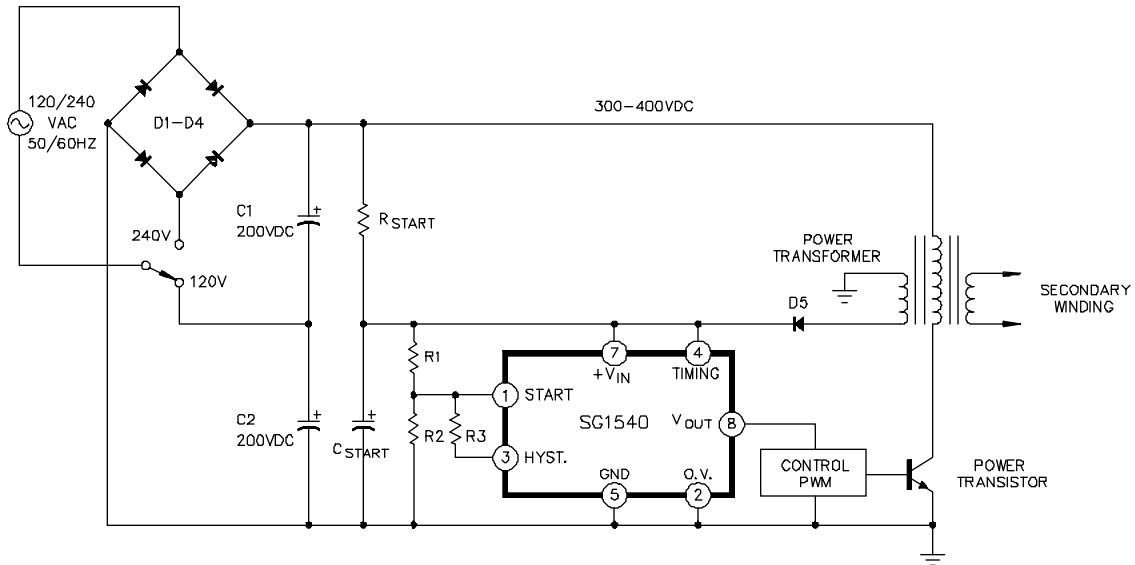 120/240
VAC
50/60HZ
D1-D4
300-400VDC
C1
200VDC
+
R START
240V
120V
POWER
TRANSFORMER
SECONDARY
WINDING
D5
R1
7
+V IN
4
TIMING
1
START
SG1540
V OUT
8
C2
200VDC
+
+
C START
R2
R3
3
HYST.
GND
5
O.V.
2
CONTROL
PWM
POWER
TRANSISTOR